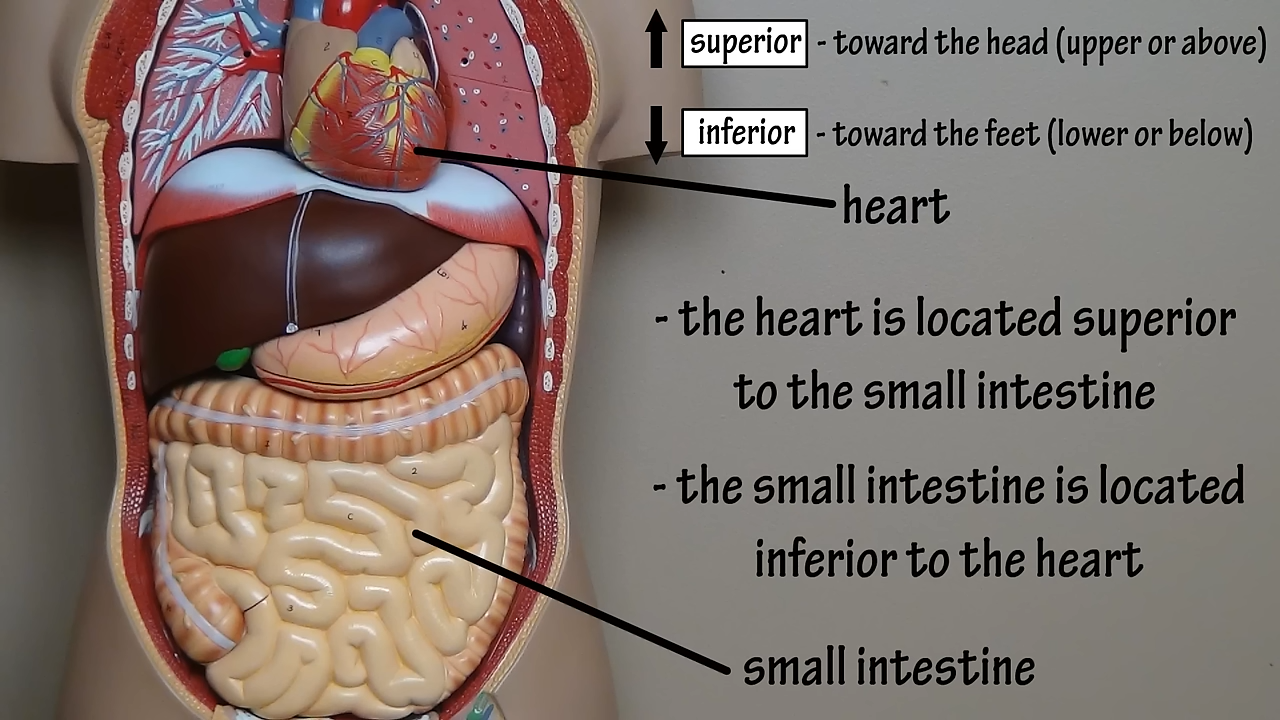 superior - toward the head (upper or above)
inferior - toward the feet (lower or below)
heart
- the heart is located superior
to the small intestine
- the small intestine is located
inferior to the heart
small intestine